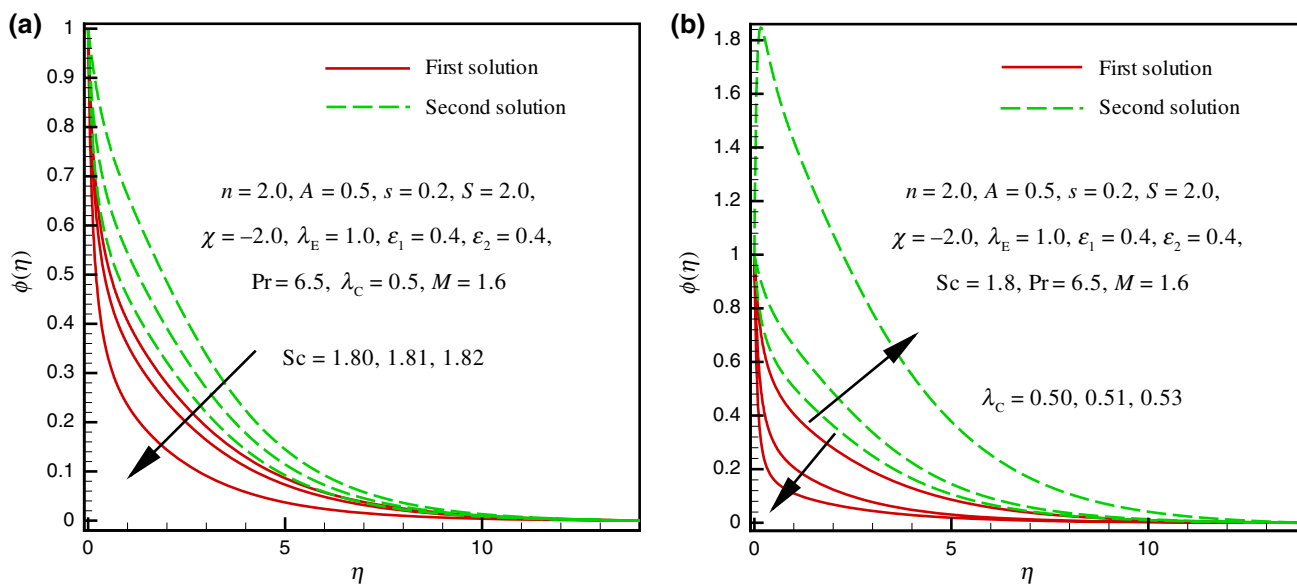 (a)
1
0.9
0.8
0.7
0.6
0.5
0.4
0.3
0.2
0.1
0
ϕ(η)
First solution
Second solution
n = 2.0, A = 0.5, s = 0.2, S = 2.0,
χ = –2.0, λ_E = 1.0, ε₁ = 0.4, ε₂ = 0.4,
Pr = 6.5, λ_C = 0.5, M = 1.6
Sc = 1.80, 1.81, 1.82
0 5 10
η
(b)
1.8
1.6
1.4
1.2
1
0.8
0.6
0.4
0.2
0
ϕ(η)
First solution
Second solution
n = 2.0, A = 0.5, s = 0.2, S = 2.0,
χ = –2.0, λ_E = 1.0, ε₁ = 0.4, ε₂ = 0.4,
Sc = 1.8, Pr = 6.5, M = 1.6
λ_C = 0.50, 0.51, 0.53
0 5 10
η